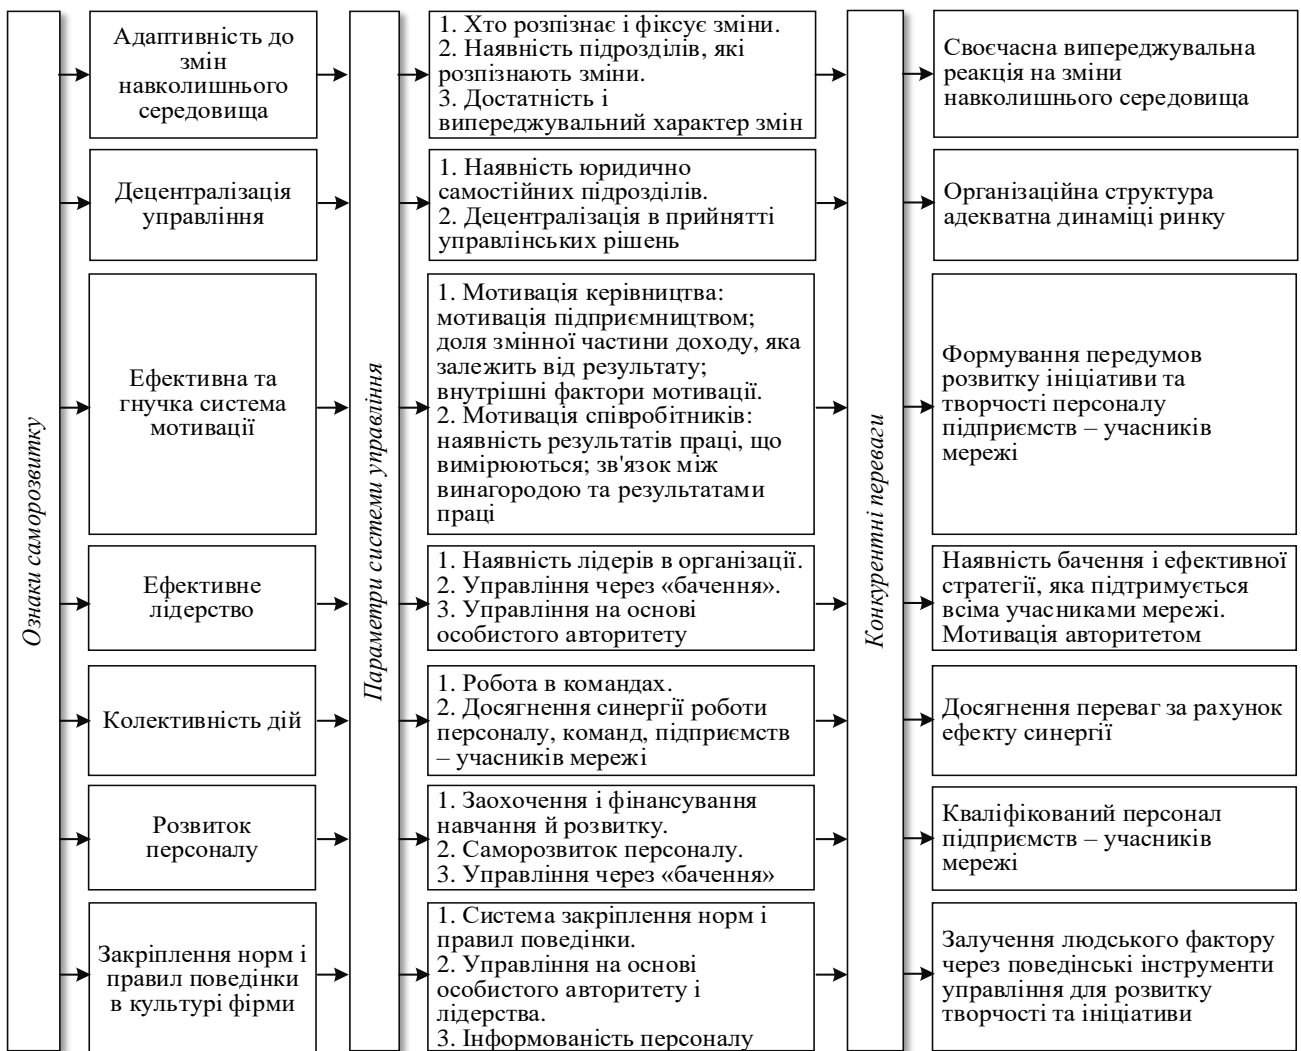 Ознаки саморозвитку
Адаптивність до
змін
навколишнього
середовища
Параметри системи управління
1. Хто розпізнає і фіксує зміни.
2. Наявність підрозділів, які
розпізнають зміни.
3. Достатність і
випереджувальний характер змін
Конкурентні переваги
Своєчасна випереджувальна
реакція на зміни
навколишнього середовища
Децентралізація
управління
1. Наявність юридично
самостійних підрозділів.
2. Децентралізація в прийнятті
управлінських рішень
Організаційна структура
адекватна динаміці ринку
Ефективна та
гнучка система
мотивації
1. Мотивація керівництва:
мотивація підприємництвом;
доля змінної частини доходу, яка
залежить від результату;
внутрішні фактори мотивації.
2. Мотивація співробітників:
наявність результатів праці, що
вимірюються; зв'язок між
винагородою та результатами
праці
Формування передумов
розвитку ініціативи та
творчості персоналу
підприємств – учасників
мережі
Ефективне
лідерство
1. Наявність лідерів в організації.
2. Управління через «бачення».
3. Управління на основі
особистого авторитету
Наявність бачення і ефективної
стратегії, яка підтримується
всіма учасниками мережі.
Мотивація авторитетом
Колективність дій
1. Робота в командах.
2. Досягнення синергії роботи
персоналу, команд, підприємств
– учасників мережі
Досягнення переваг за рахунок
ефекту синергії
Розвиток
персоналу
1. Заохочення і фінансування
навчання й розвитку.
2. Саморозвиток персоналу.
3. Управління через «бачення»
Кваліфікований персонал
підприємств – учасників
мережі
Закріплення норм і
правил поведінки
в культурі фірми
1. Система закріплення норм і
правил поведінки.
2. Управління на основі
особистого авторитету і
лідерства.
3. Інформованість персоналу
Залучення людського фактору
через поведінські інструменти
управління для розвитку
творчості та ініціативи